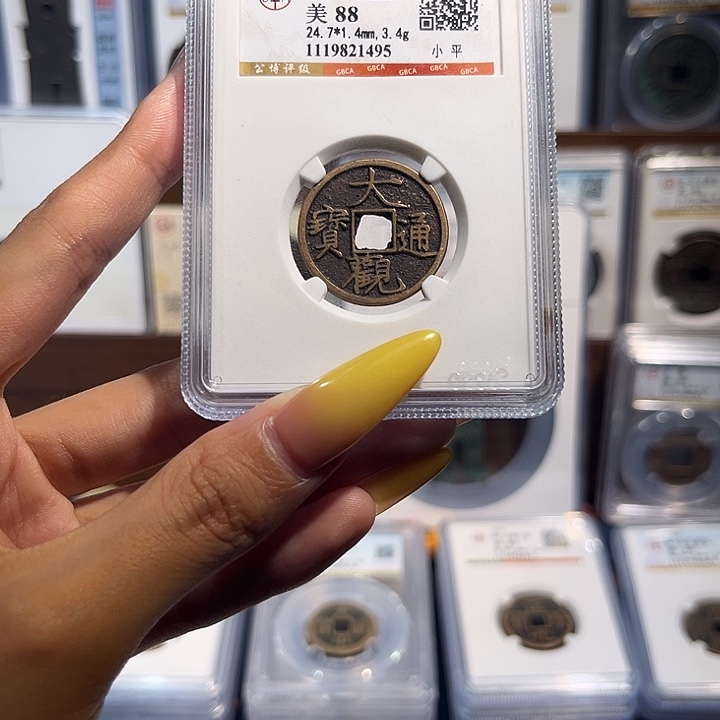 美 88
24.7*1.4mm,3.4g
1119821495 小平
公博评级 GBCA GBCA GBCA GBCA GBCA
大
寶 通
觀